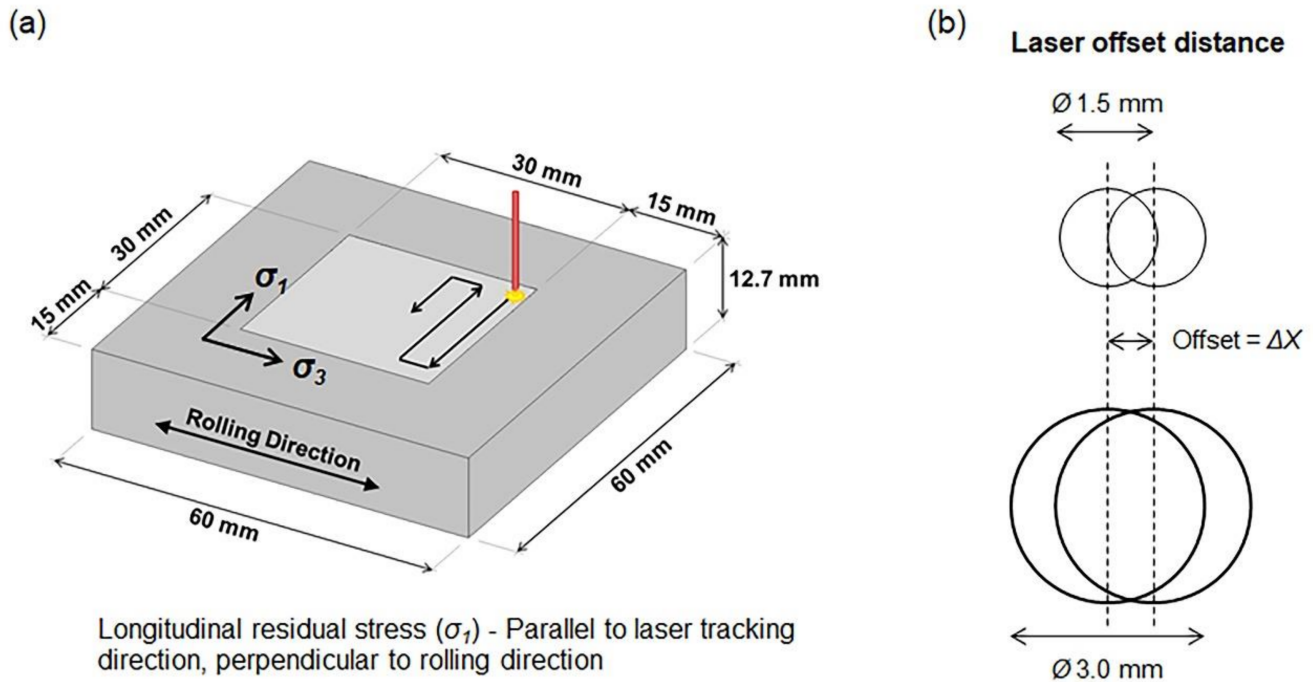 (a)
30 mm
15 mm
30 mm
15 mm
12.7 mm
σ1
σ3
Rolling Direction
60 mm
60 mm
Longitudinal residual stress (σ1) - Parallel to laser tracking
direction, perpendicular to rolling direction
(b)
Laser offset distance
Ø 1.5 mm
Offset = ΔX
Ø 3.0 mm